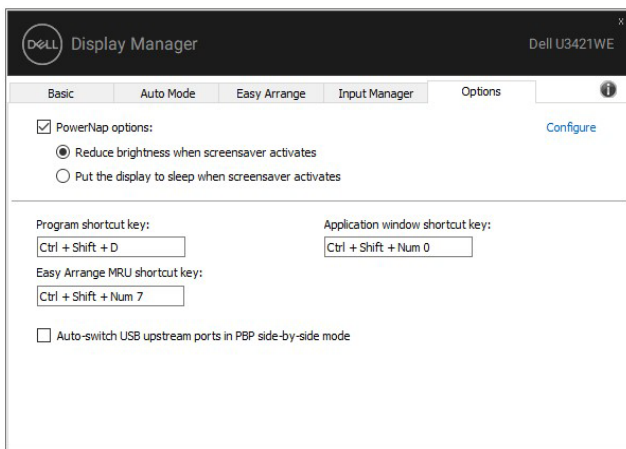 x
DELL Display Manager
Dell U3421WE
Basic
Auto Mode
Easy Arrange
Input Manager
Options
i
PowerNap options:
Configure
Reduce brightness when screensaver activates
Put the display to sleep when screensaver activates
Program shortcut key:
Application window shortcut key:
Ctrl + Shift + D
Ctrl + Shift + Num 0
Easy Arrange MRU shortcut key:
Ctrl + Shift + Num 7
Auto-switch USB upstream ports in PBP side-by-side mode